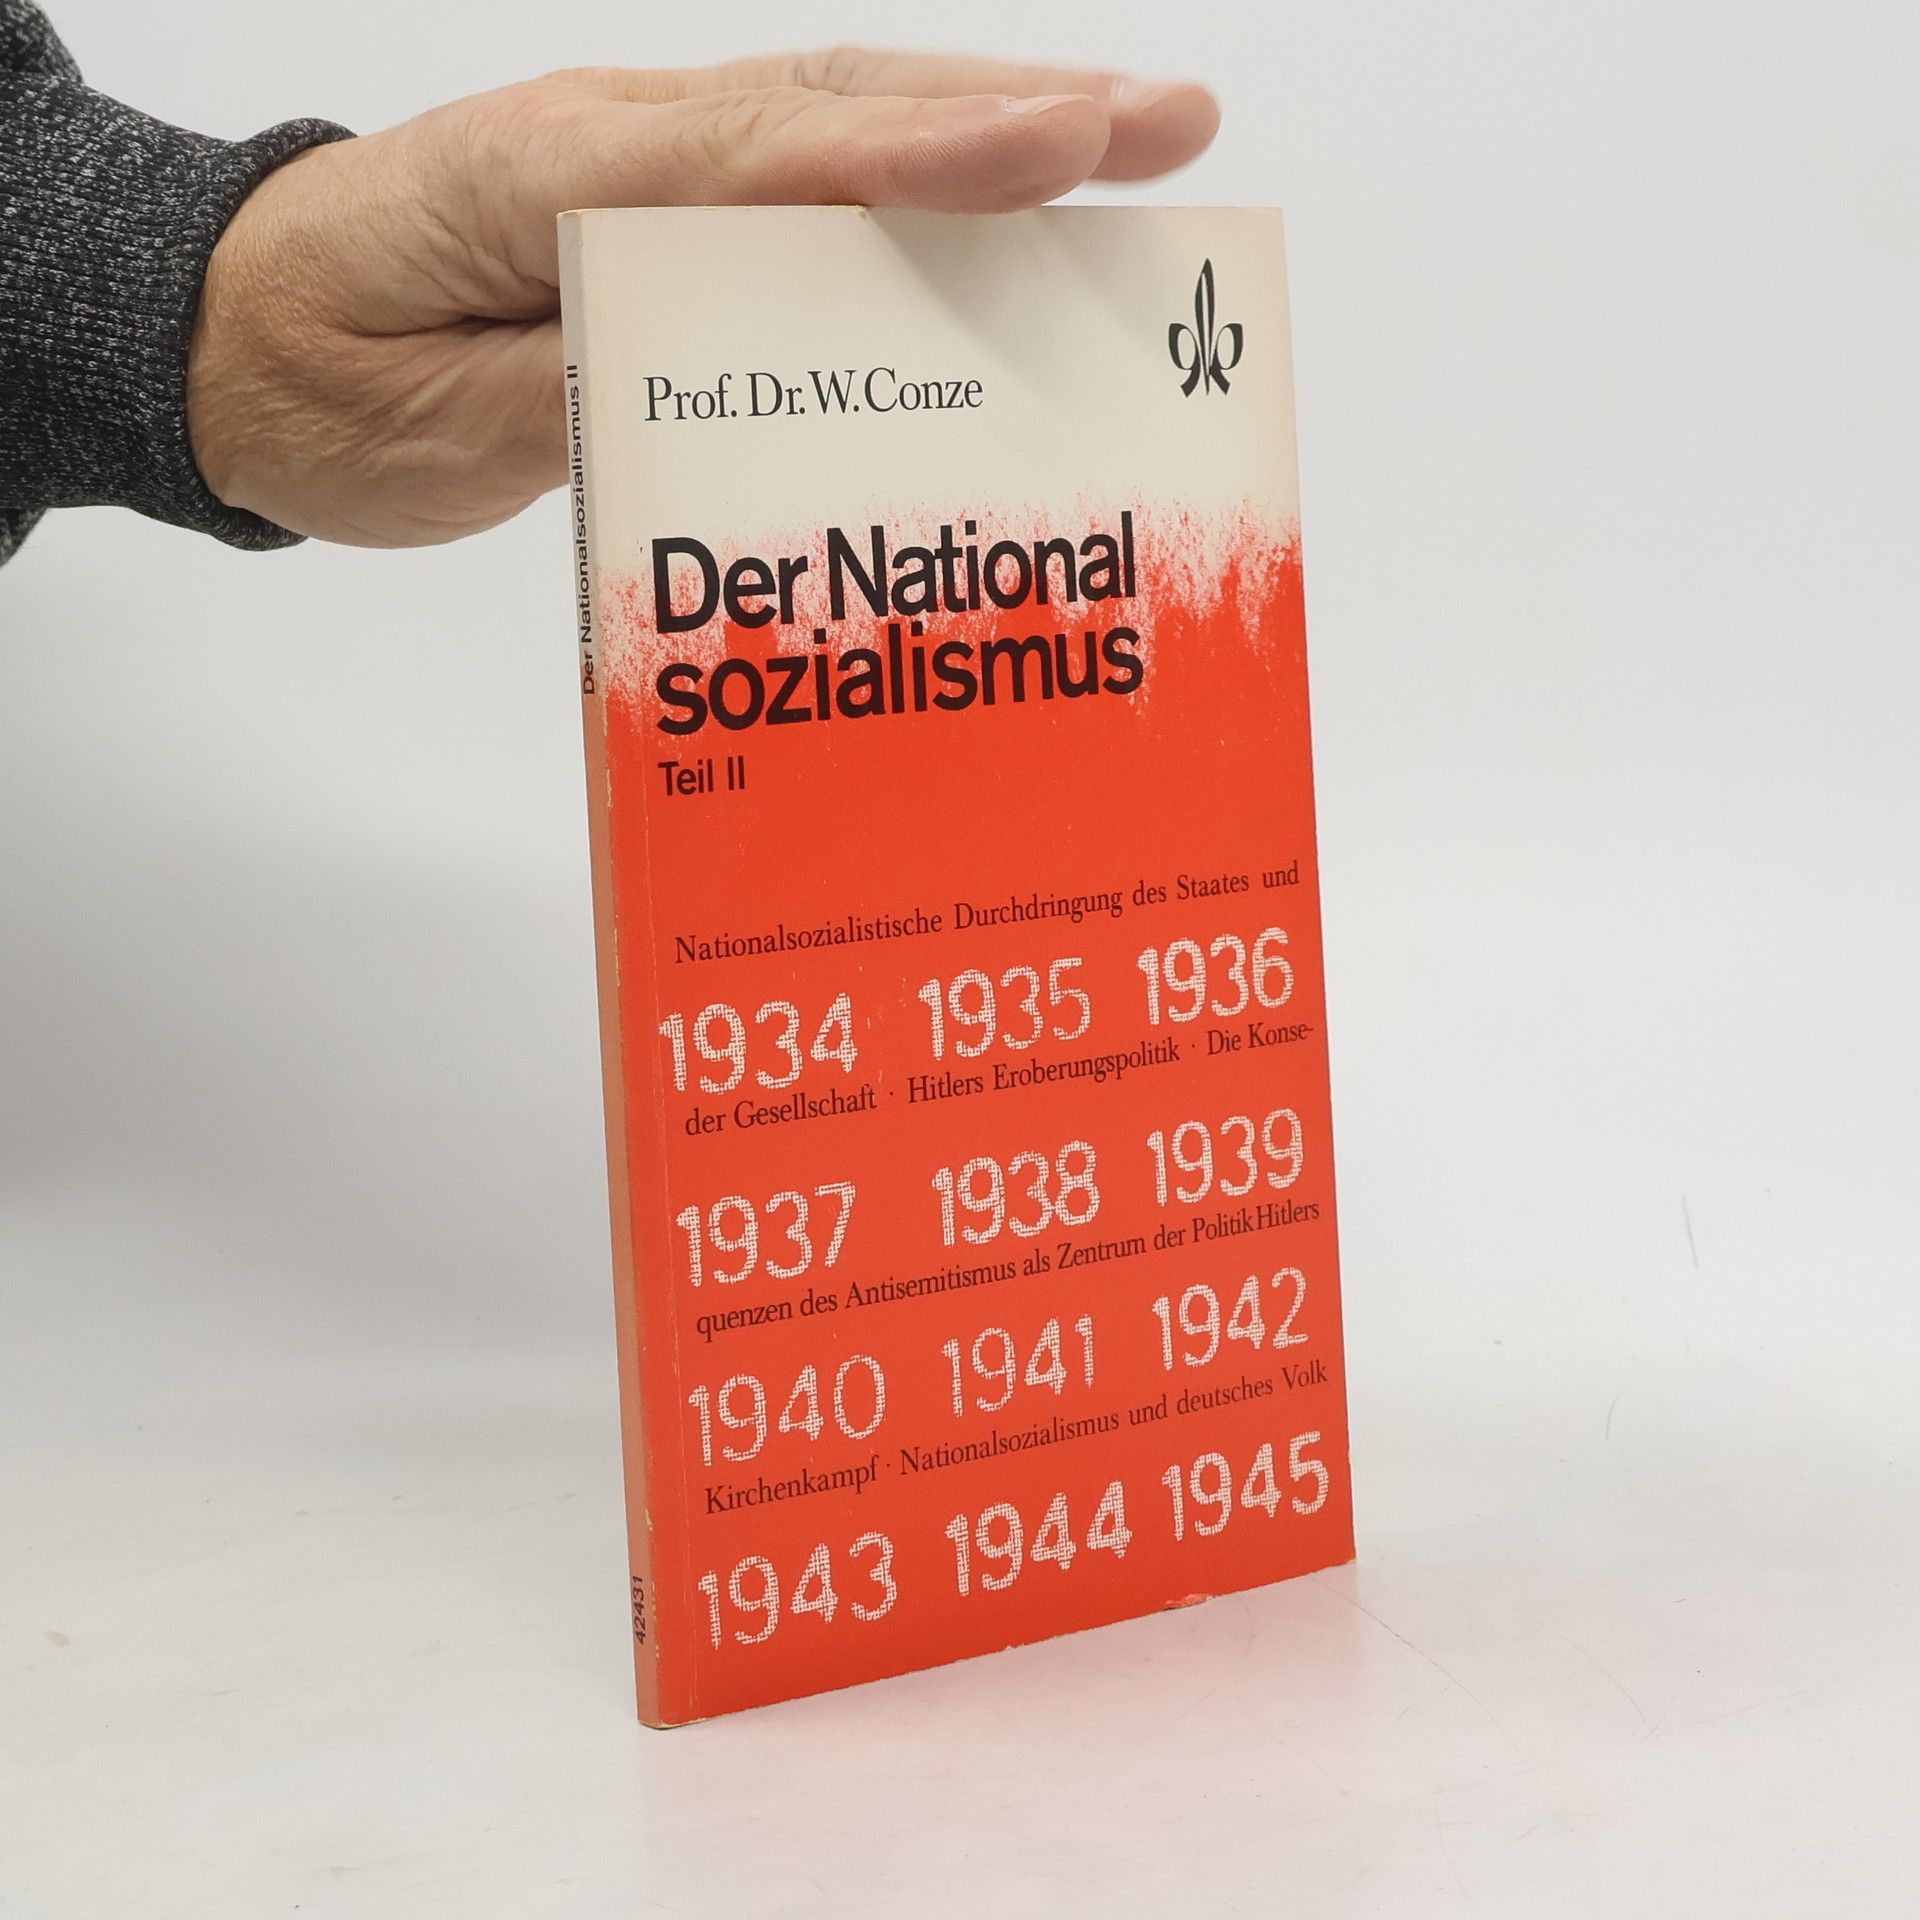 Prof. Dr. W. Conze
Der National
sozialismus
Teil II
Nationalsozialistische Durchdringung des Staates und
1934 1935 1936
der Gesellschaft · Hitlers Eroberungspolitik · Die Konse-
1937 1938 1939
quenzen des Antisemitismus als Zentrum der Politik Hitlers
1940 1941 1942
Kirchenkampf · Nationalsozialismus und deutsches Volk
1943 1944 1945
Der Nationalsozialismus II
42431